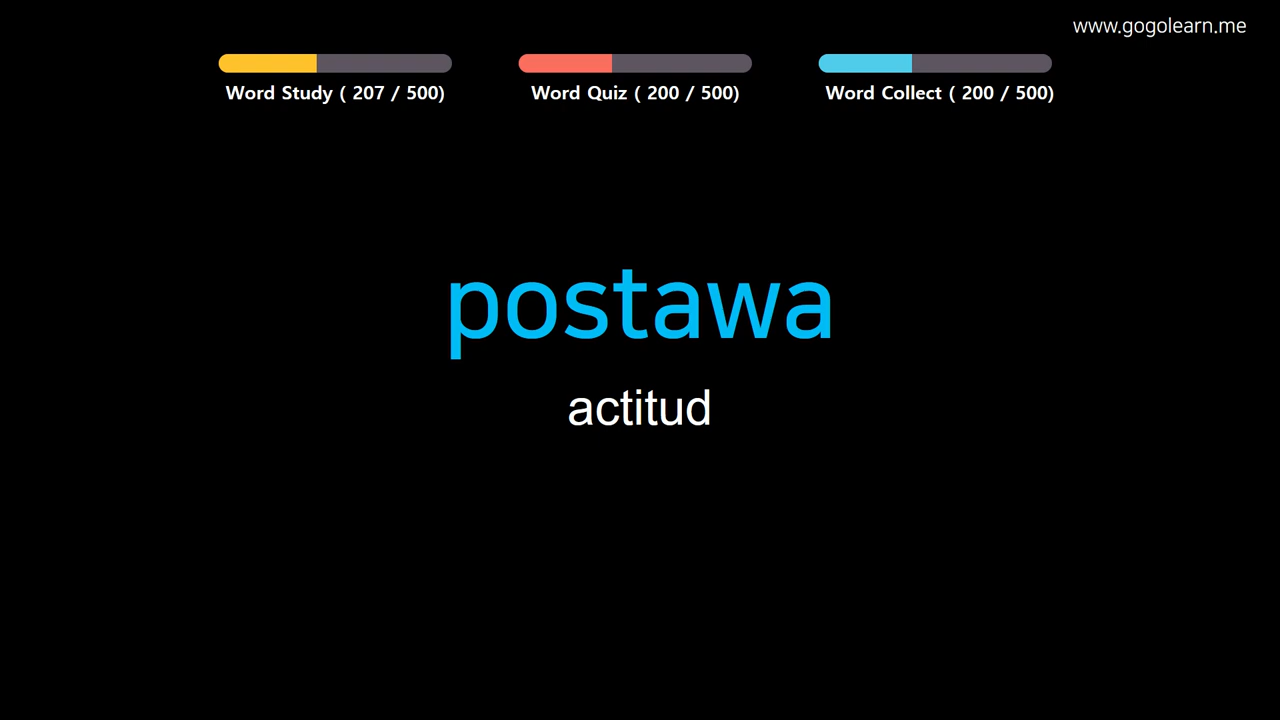 www.gogolearn.me
Word Study ( 207 / 500)
Word Quiz ( 200 / 500)
Word Collect ( 200 / 500)
postawa
actitud